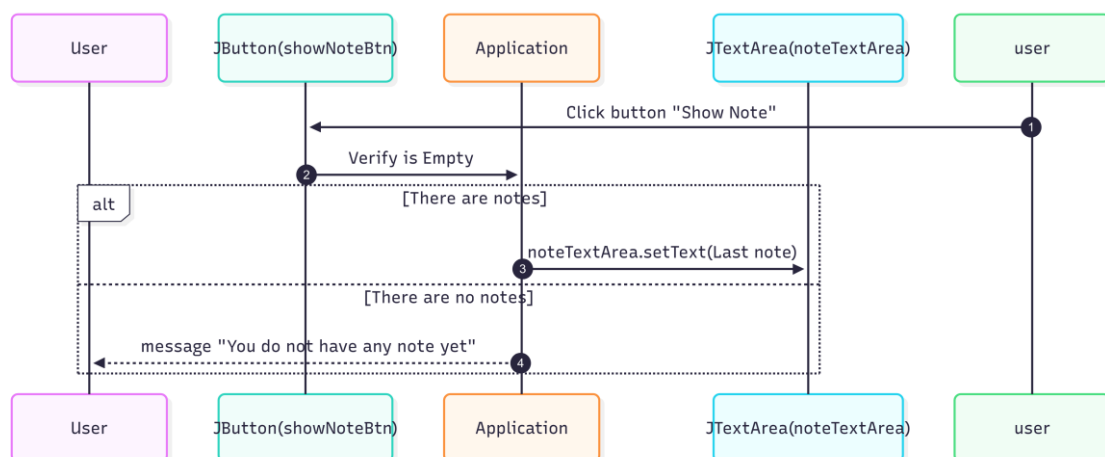 User
JButton(showNoteBtn)
Application
JTextArea(noteTextArea)
user
Click button "Show Note"
1
Verify is Empty
2
alt
[There are notes]
noteTextArea.setText(Last note)
3
[There are no notes]
message "You do not have any note yet"
4
User
JButton(showNoteBtn)
Application
JTextArea(noteTextArea)
user